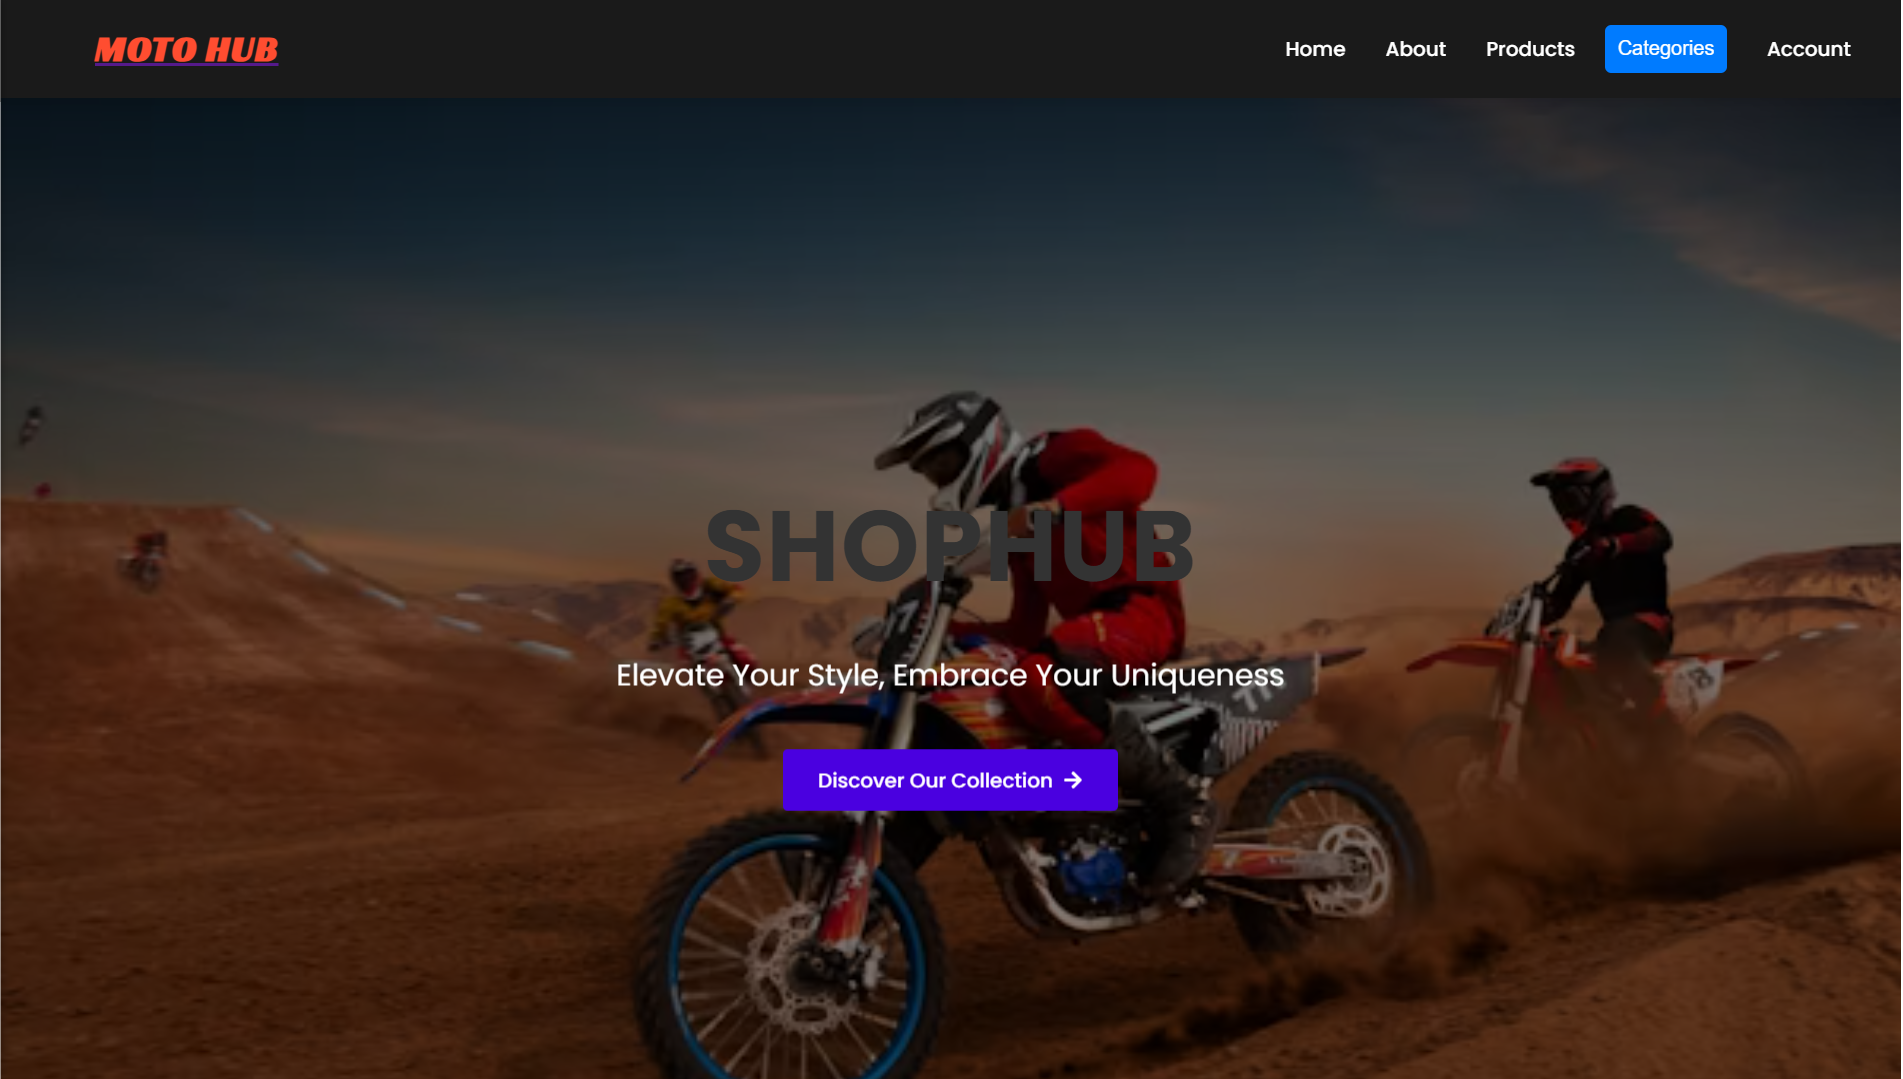 MOTO HUB
Home About Products Categories Account
SHOPHUB
Elevate Your Style, Embrace Your Uniqueness
Discover Our Collection →